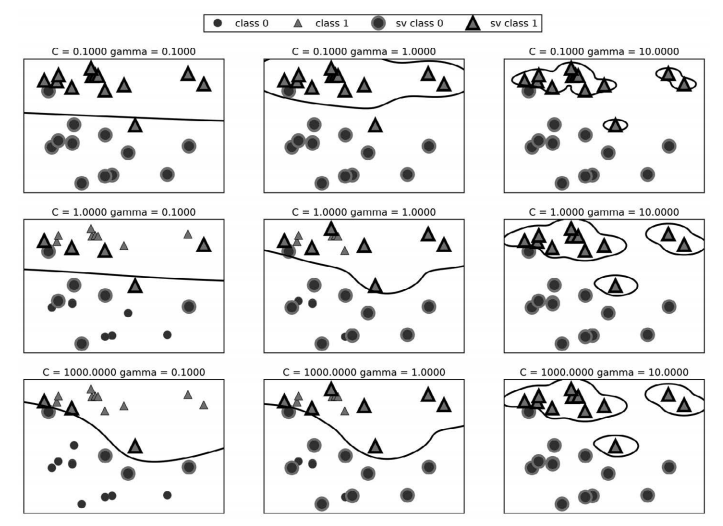 class 0 class 1 sv class 0 sv class 1
C = 0.1000 gamma = 0.1000
C = 0.1000 gamma = 1.0000
C = 0.1000 gamma = 10.0000
C = 1.0000 gamma = 0.1000
C = 1.0000 gamma = 1.0000
C = 1.0000 gamma = 10.0000
C = 1000.0000 gamma = 0.1000
C = 1000.0000 gamma = 1.0000
C = 1000.0000 gamma = 10.0000